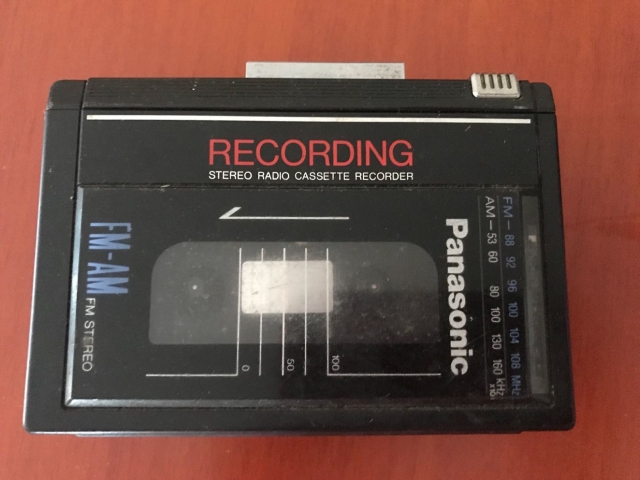 RECORDING
STEREO RADIO CASSETTE RECORDER
FM-AM
FM STEREO
0
50
100
Panasonic
FM– 88 92 96 100 104 108 MHz
AM– 53 60 80 100 130 160 kHz